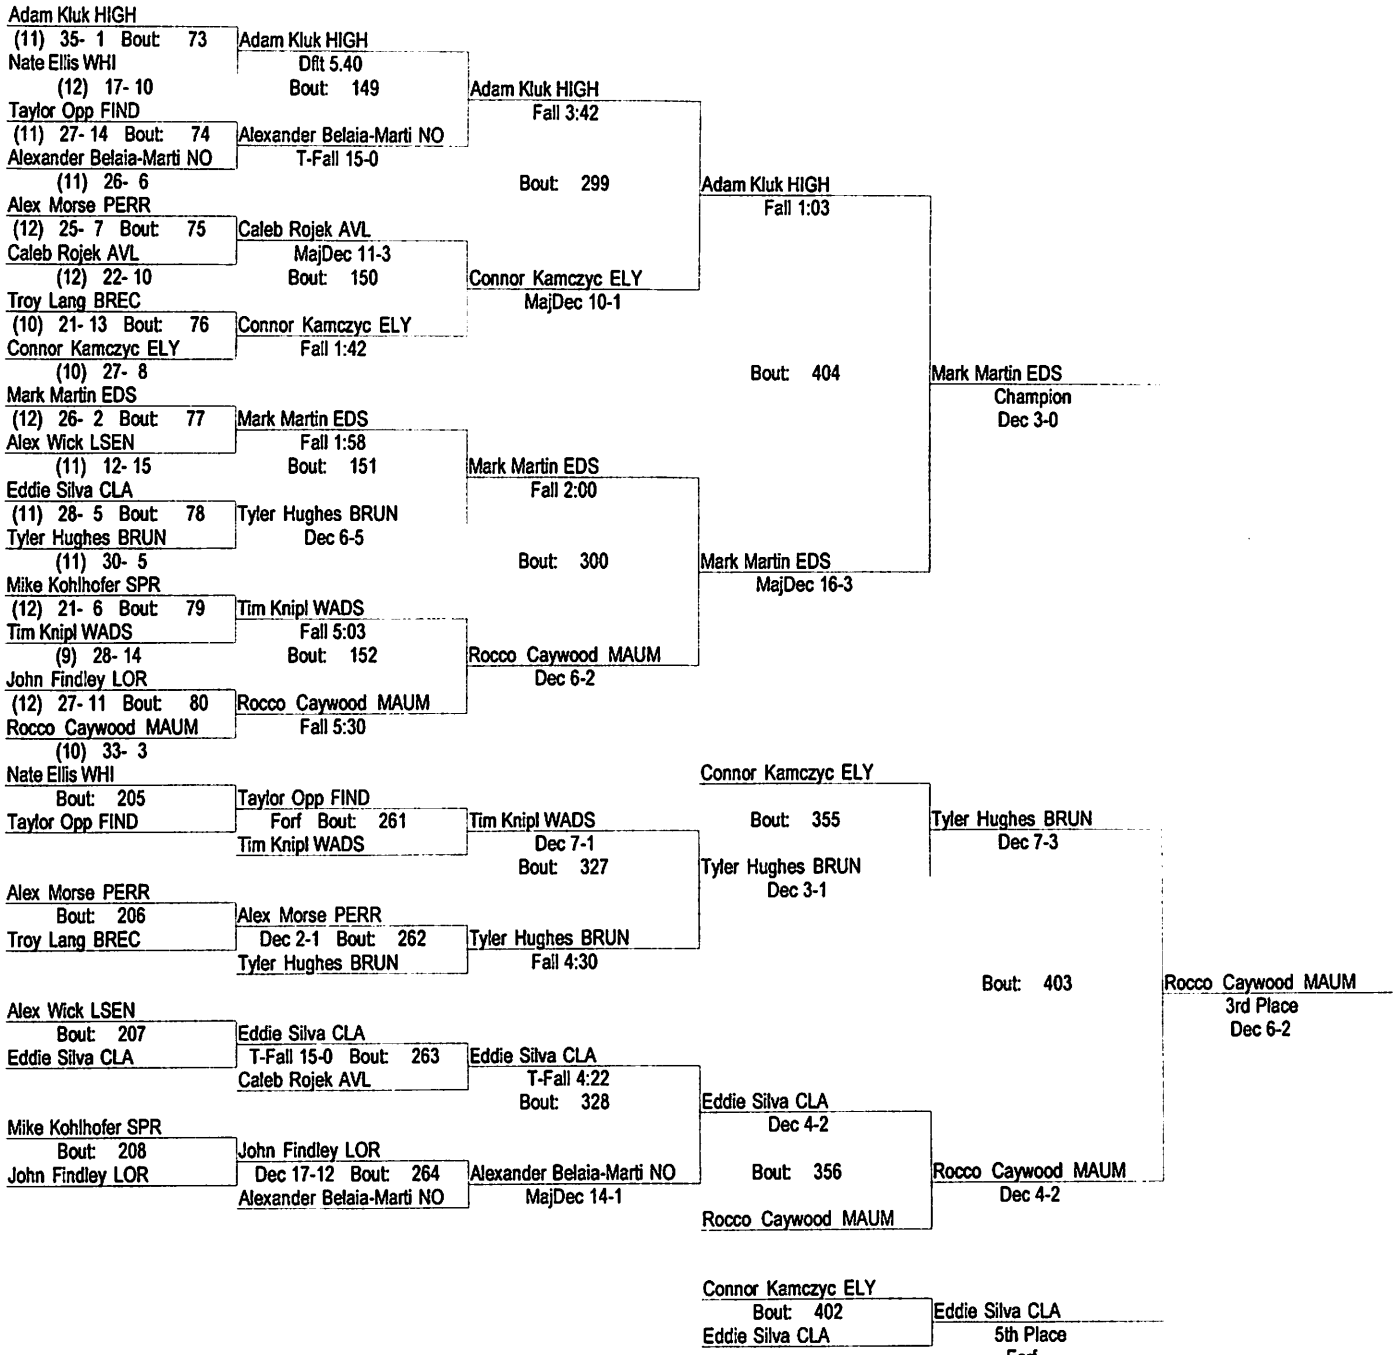 Adam Kluk HIGH
(11) 35- 1 Bout: 73
Nate Ellis WHI
(12) 17- 10
Taylor Opp FIND
(11) 27- 14 Bout: 74
Alexander Belaia-Marti NO
(11) 26- 6
Alex Morse PERR
(12) 25- 7 Bout: 75
Caleb Rojek AVL
(12) 22- 10
Troy Lang BREC
(10) 21- 13 Bout: 76
Connor Kamczyc ELY
(10) 27- 8
Mark Martin EDS
(12) 26- 2 Bout: 77
Alex Wick LSEN
(11) 12- 15
Eddie Silva CLA
(11) 28- 5 Bout: 78
Tyler Hughes BRUN
(11) 30- 5
Mike Kohlhofer SPR
(12) 21- 6 Bout: 79
Tim Knipl WADS
(9) 28- 14
John Findley LOR
(12) 27- 11 Bout: 80
Rocco Caywood MAUM
(10) 33- 3
Adam Kluk HIGH
Dflt 5.40
Bout: 149
Alexander Belaia-Marti NO
T-Fall 15-0
Caleb Rojek AVL
MajDec 11-3
Bout: 150
Connor Kamczyc ELY
Fall 1:42
Mark Martin EDS
Fall 1:58
Bout: 151
Tyler Hughes BRUN
Dec 6-5
Tim Knipl WADS
Fall 5:03
Bout: 152
Rocco Caywood MAUM
Fall 5:30
Adam Kluk HIGH
Fall 3:42
Bout: 299
Connor Kamczyc ELY
MajDec 10-1
Mark Martin EDS
Fall 2:00
Bout: 300
Rocco Caywood MAUM
Dec 6-2
Adam Kluk HIGH
Fall 1:03
Bout: 404
Mark Martin EDS
MajDec 16-3
Mark Martin EDS
Champion
Dec 3-0
Nate Ellis WHI
Bout: 205
Taylor Opp FIND
Alex Morse PERR
Bout: 206
Troy Lang BREC
Alex Wick LSEN
Bout: 207
Eddie Silva CLA
Mike Kohlhofer SPR
Bout: 208
John Findley LOR
Taylor Opp FIND
Forf Bout: 261
Tim Knipl WADS
Alex Morse PERR
Dec 2-1 Bout: 262
Tyler Hughes BRUN
Eddie Silva CLA
T-Fall 15-0 Bout: 263
Caleb Rojek AVL
John Findley LOR
Dec 17-12 Bout: 264
Alexander Belaia-Marti NO
Tim Knipl WADS
Dec 7-1
Bout: 327
Tyler Hughes BRUN
Fall 4:30
Eddie Silva CLA
T-Fall 4:22
Bout: 328
Alexander Belaia-Marti NO
MajDec 14-1
Connor Kamczyc ELY
Bout: 355
Tyler Hughes BRUN
Dec 3-1
Eddie Silva CLA
Dec 4-2
Bout: 356
Rocco Caywood MAUM
Tyler Hughes BRUN
Dec 7-3
Bout: 403
Rocco Caywood MAUM
Dec 4-2
Rocco Caywood MAUM
3rd Place
Dec 6-2
Connor Kamczyc ELY
Bout: 402
Eddie Silva CLA
Eddie Silva CLA
5th Place
Forf